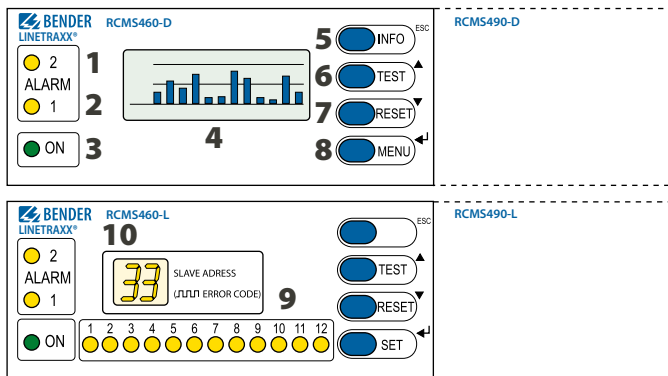 BENDER RCMS460-D
LINETRAXX®
RCMS490-D
2
ALARM
1
ON
1
2
3
4
5
INFO
ESC
6
TEST
7
RESET
8
MENU
BENDER RCMS460-L
LINETRAXX®
RCMS490-L
10
2
ALARM
1
ON
33
SLAVE ADRESS
( ERROR CODE)
9
1 2 3 4 5 6 7 8 9 10 11 12
ESC
TEST
RESET
SET